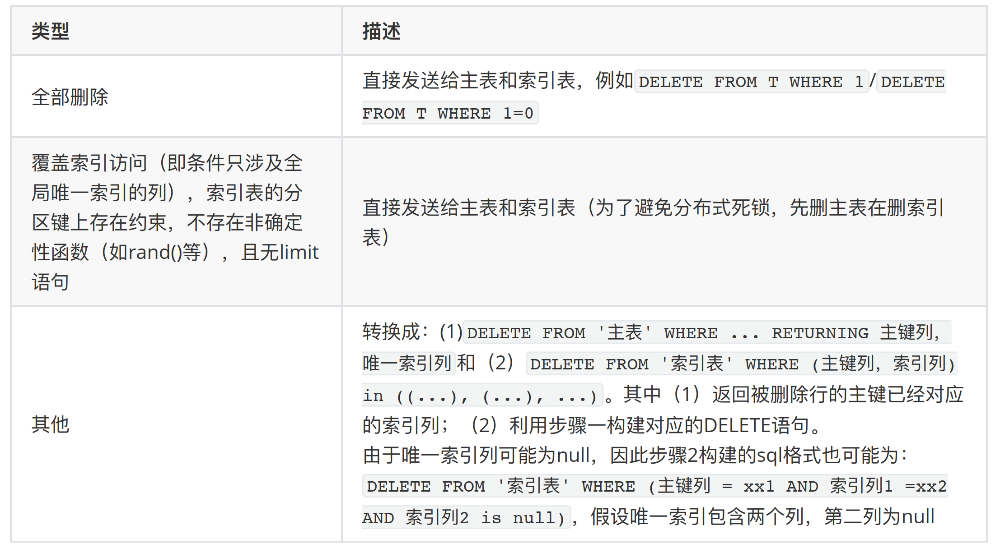 类型
描述
全部删除
直接发送给主表和索引表，例如DELETE FROM T WHERE 1/DELETE
FROM T WHERE 1=0
覆盖索引访问（即条件只涉及全
局唯一索引的列），索引表的分
区键上存在约束，不存在非确定
性函数（如rand()等），且无limit
语句
直接发送给主表和索引表（为了避免分布式死锁，先删主表在删索引
表）
其他
转换成：(1)DELETE FROM '主表' WHERE ... RETURNING 主键列，
唯一索引列和（2）DELETE FROM '索引表' WHERE (主键列，索引列)
in ((...), (...), ...)。其中（1）返回被删除行的主键已经对应
的索引列；（2）利用步骤一构建对应的DELETE语句。
由于唯一索引列可能为null，因此步骤2构建的sql格式也可能为：
DELETE FROM '索引表' WHERE (主键列 = xx1 AND 索引列1 =xx2
AND 索引列2 is null)，假设唯一索引包含两个列，第二列为null